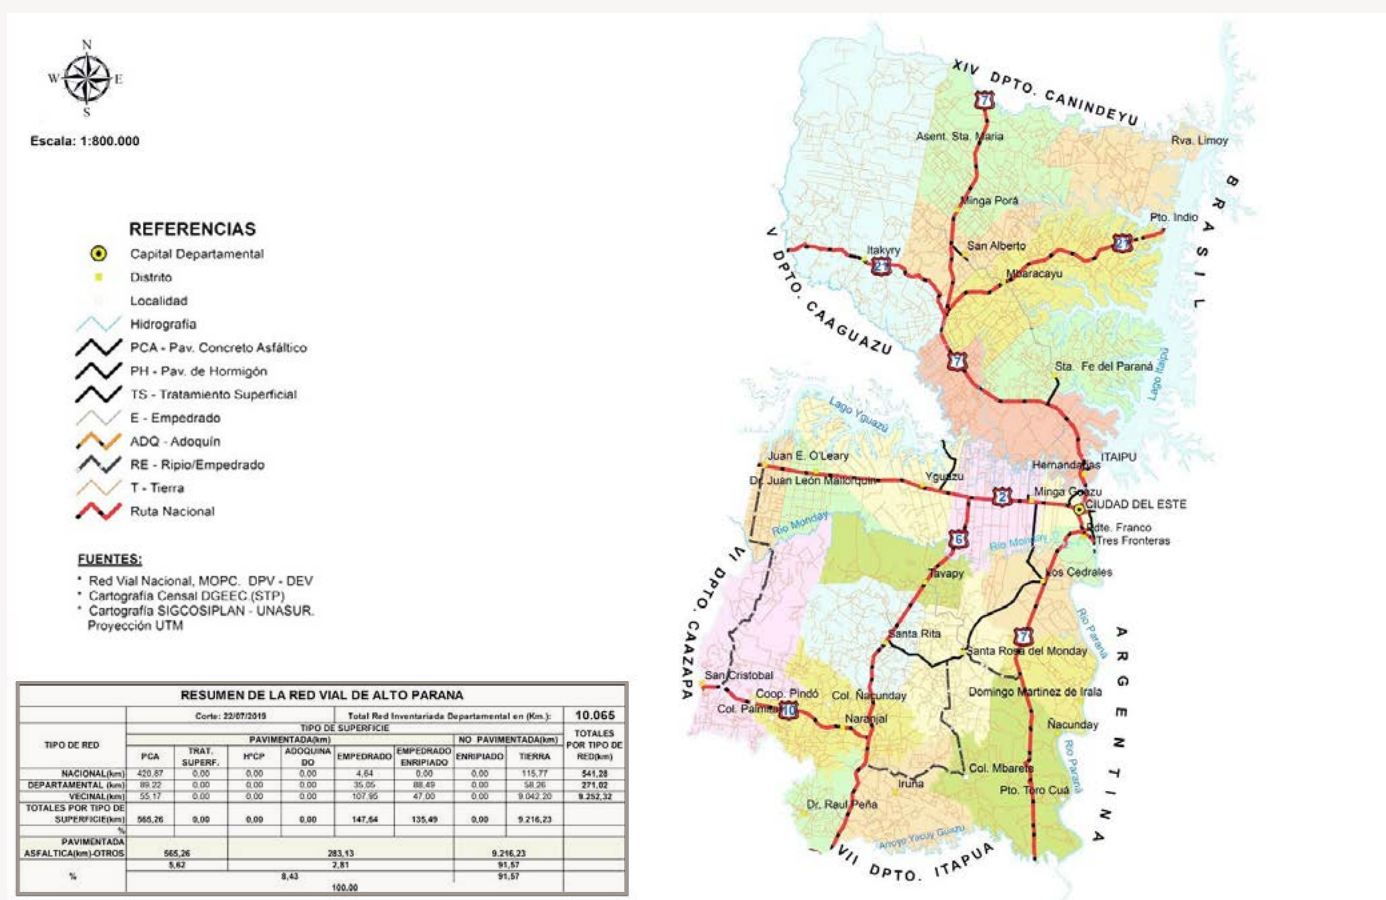 N
W E
S
Escala: 1:800.000
REFERENCIAS
Capital Departamental
Distrito
Localidad
Hidrografía
PCA - Pav. Concreto Asfáltico
PH - Pav. de Hormigón
TS - Tratamiento Superficial
E - Empedrado
ADQ - Adoquín
RE - Ripio/Empedrado
T - Tierra
Ruta Nacional
FUENTES:
* Red Vial Nacional, MOPC. DPV - DEV
* Cartografía Censal DGEEC.(STP)
* Cartografía SIGCOSIPLAN - UNASUR.
Proyección UTM
RESUMEN DE LA RED VIAL DE ALTO PARANA
Corte: 22/07/2019 Total Red Inventariada Departamental en (Km.): 10.065
TIPO DE RED
TIPO DE SUPERFICIE
TOTALES POR TIPO DE RED(km)
PAVIMENTADA(km) NO PAVIMENTADA(km)
PCA TRAT. SUPERF. HºCP ADOQUINADO EMPEDRADO EMPEDRADO ENRIPIADO ENRIPIADO TIERRA
NACIONAL(km) 420,87 0,00 0,00 0,00 4,64 0,00 0,00 115,77 541,28
DEPARTAMENTAL (km) 89,22 0,00 0,00 0,00 35,05 88,49 0,00 58,26 271,02
VECINAL(km) 55,17 0,00 0,00 0,00 107,95 47,00 0,00 9.042,20 9.252,32
TOTALES POR TIPO DE SUPERFICIE(km) 565,26 0,00 0,00 0,00 147,64 135,49 0,00 9.216,23
%
PAVIMENTADA ASFALTICA(km)-OTROS 565,26 283,13 9.216,23
5,62 2,81 91,57
% 8,43 91,57
100.00
XIV DPTO. CANINDEYU
7
Asent. Sta. Maria
Rva. Limoy
BRASIL
Minga Porá
Pto. Indio
V DPTO. CAAGUAZU
Itakyry
21
San Alberto
21
Mbaracayu
7
Sta. Fe del Paraná
Lago Itaipú
Lago Yguazú
Juan E. O'Leary
ITAIPU
Hernandarias
Dr. Juan León Mallorquin
Yguazu
2
Minga Guazu
CIUDAD DEL ESTE
Rio Monday
Pdte. Franco
6
Rio Monday
Tres Fronteras
VI DPTO. CAAZAPA
Tavapy
Los Cedrales
Rio Paraná
ARGENTINA
Santa Rita
7
Santa Rosa del Monday
San Cristobal
Coop. Pindó
Col. Ñacunday
Domingo Martinez de Irala
Col. Palmital
10
Naranjal
Ñacunday
Rio Paraná
Col. Mbarete
Iruña
Pto. Toro Cuá
Dr. Raul Peña
Arroyo Yacuy Guazu
VII DPTO. ITAPUA